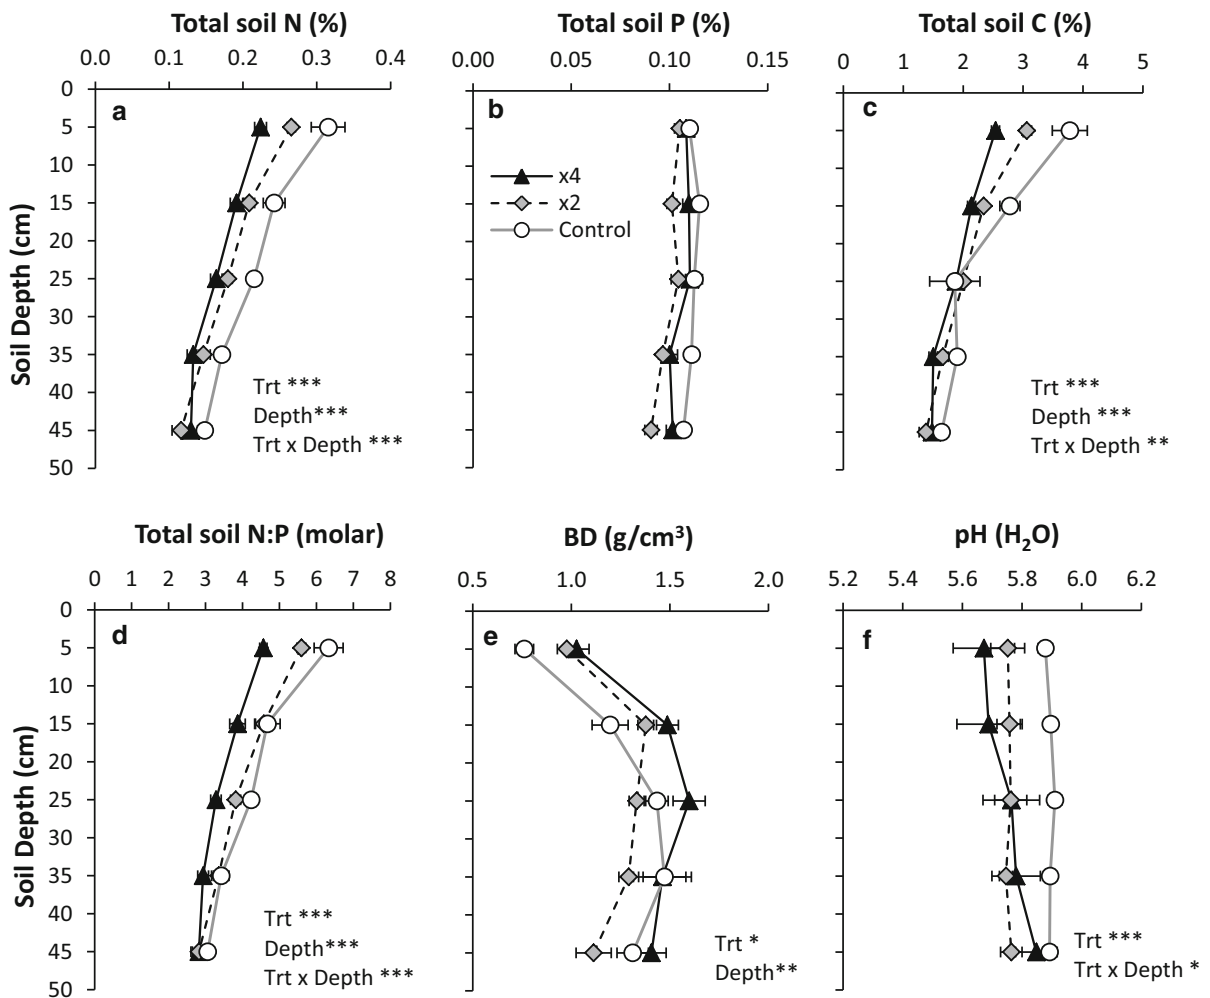 Total soil N (%)
Total soil P (%)
Total soil C (%)
0.0 0.1 0.2 0.3 0.4
0.00 0.05 0.10 0.15
0 1 2 3 4 5
Soil Depth (cm)
0
5
10
15
20
25
30
35
40
45
50
a
Trt ***
Depth***
Trt x Depth ***
b
x4
x2
Control
c
Trt ***
Depth ***
Trt x Depth **
Total soil N:P (molar)
BD (g/cm³)
pH (H₂O)
0 1 2 3 4 5 6 7 8
0.5 1.0 1.5 2.0
5.2 5.4 5.6 5.8 6.0 6.2
Soil Depth (cm)
0
5
10
15
20
25
30
35
40
45
50
d
Trt ***
Depth***
Trt x Depth ***
e
Trt *
Depth**
f
Trt ***
Trt x Depth *